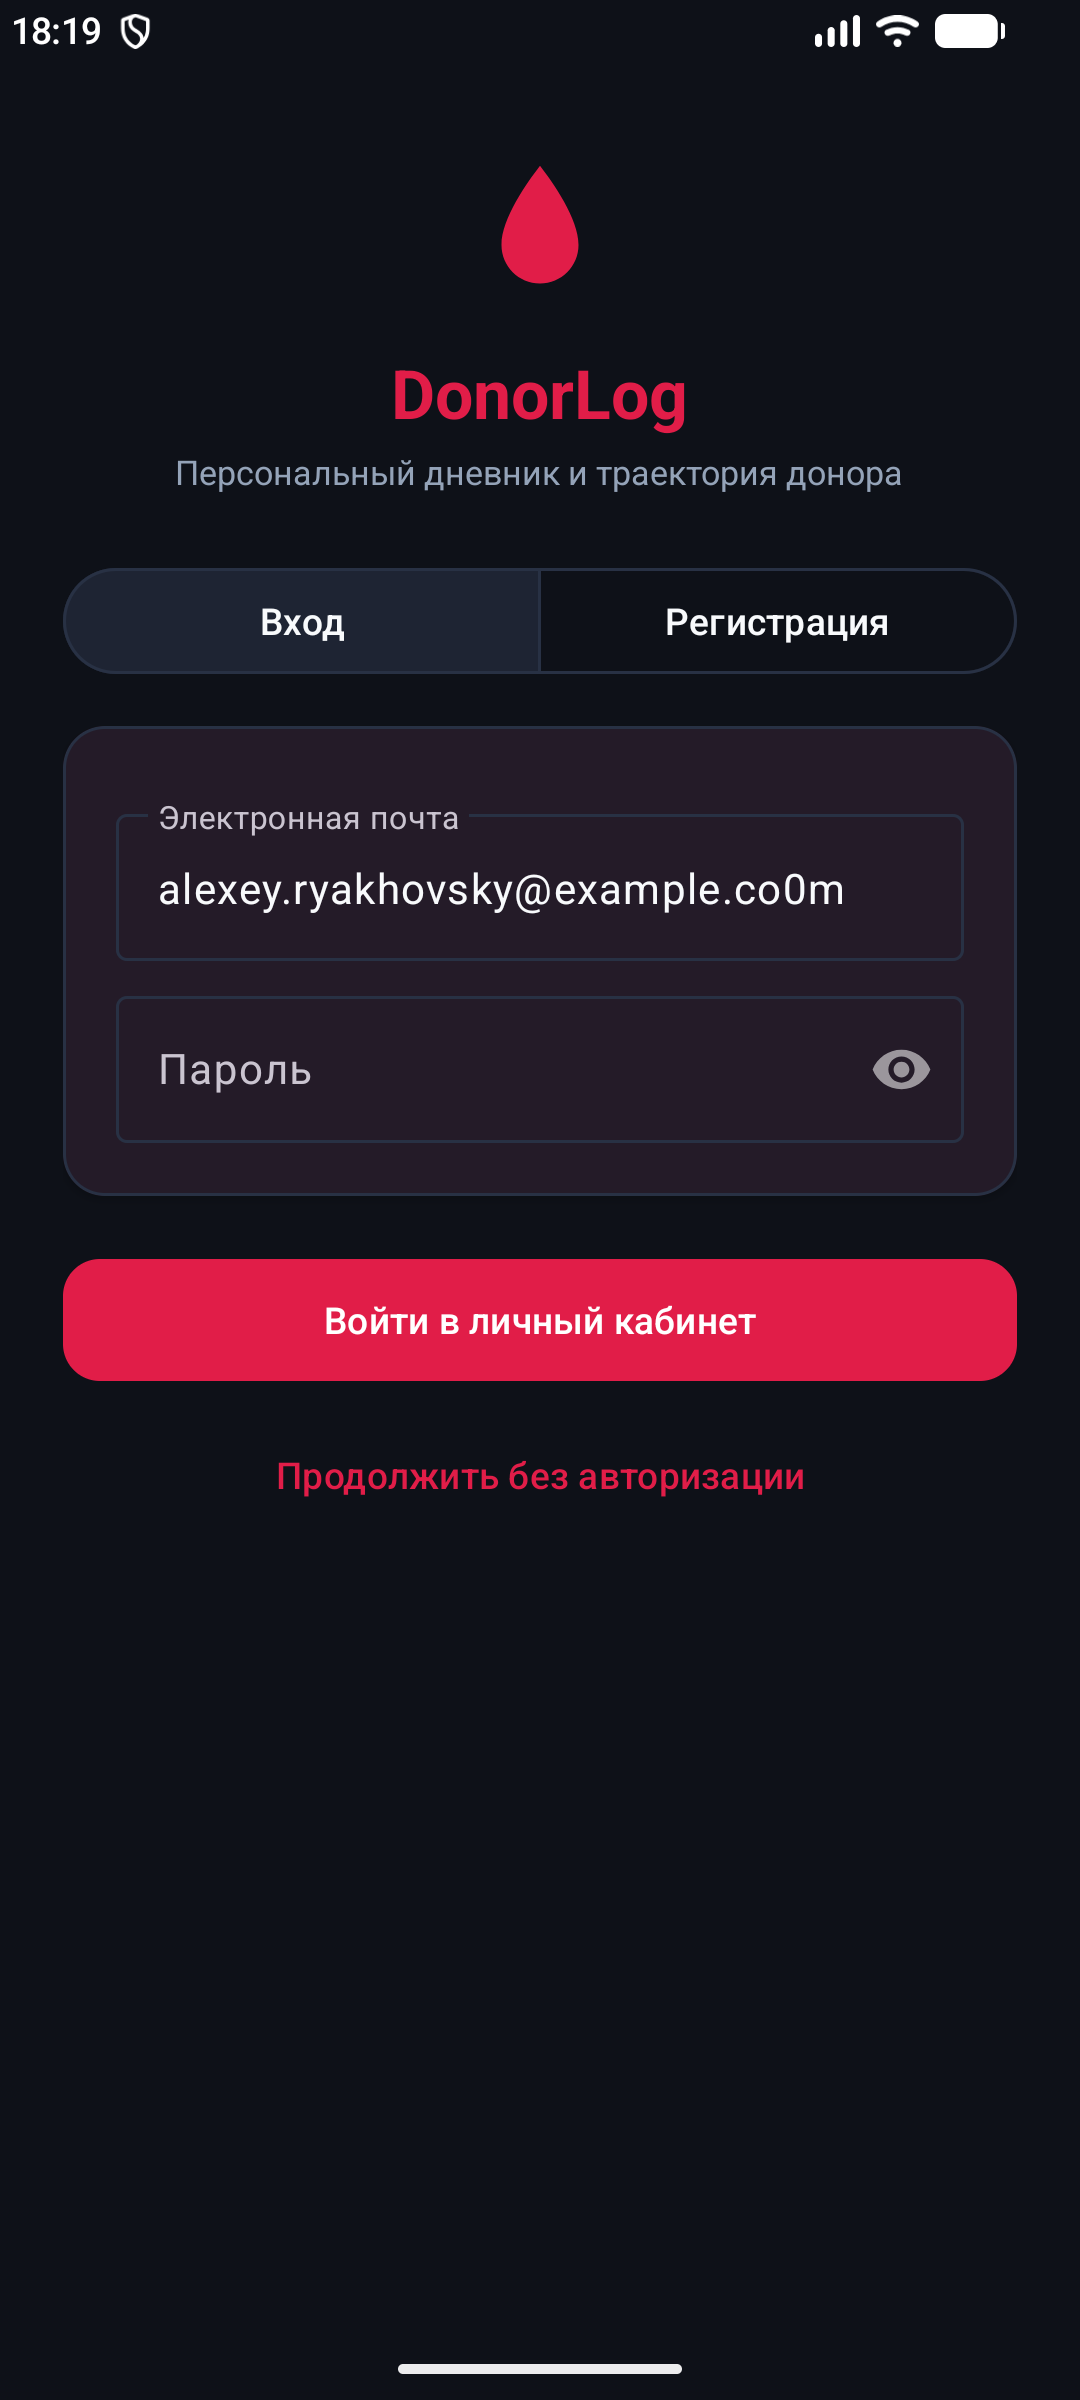 18:19
DonorLog
Персональный дневник и траектория донора
Вход
Регистрация
Электронная почта
alexey.ryakhovsky@example.co0m
Пароль
Войти в личный кабинет
Продолжить без авторизации